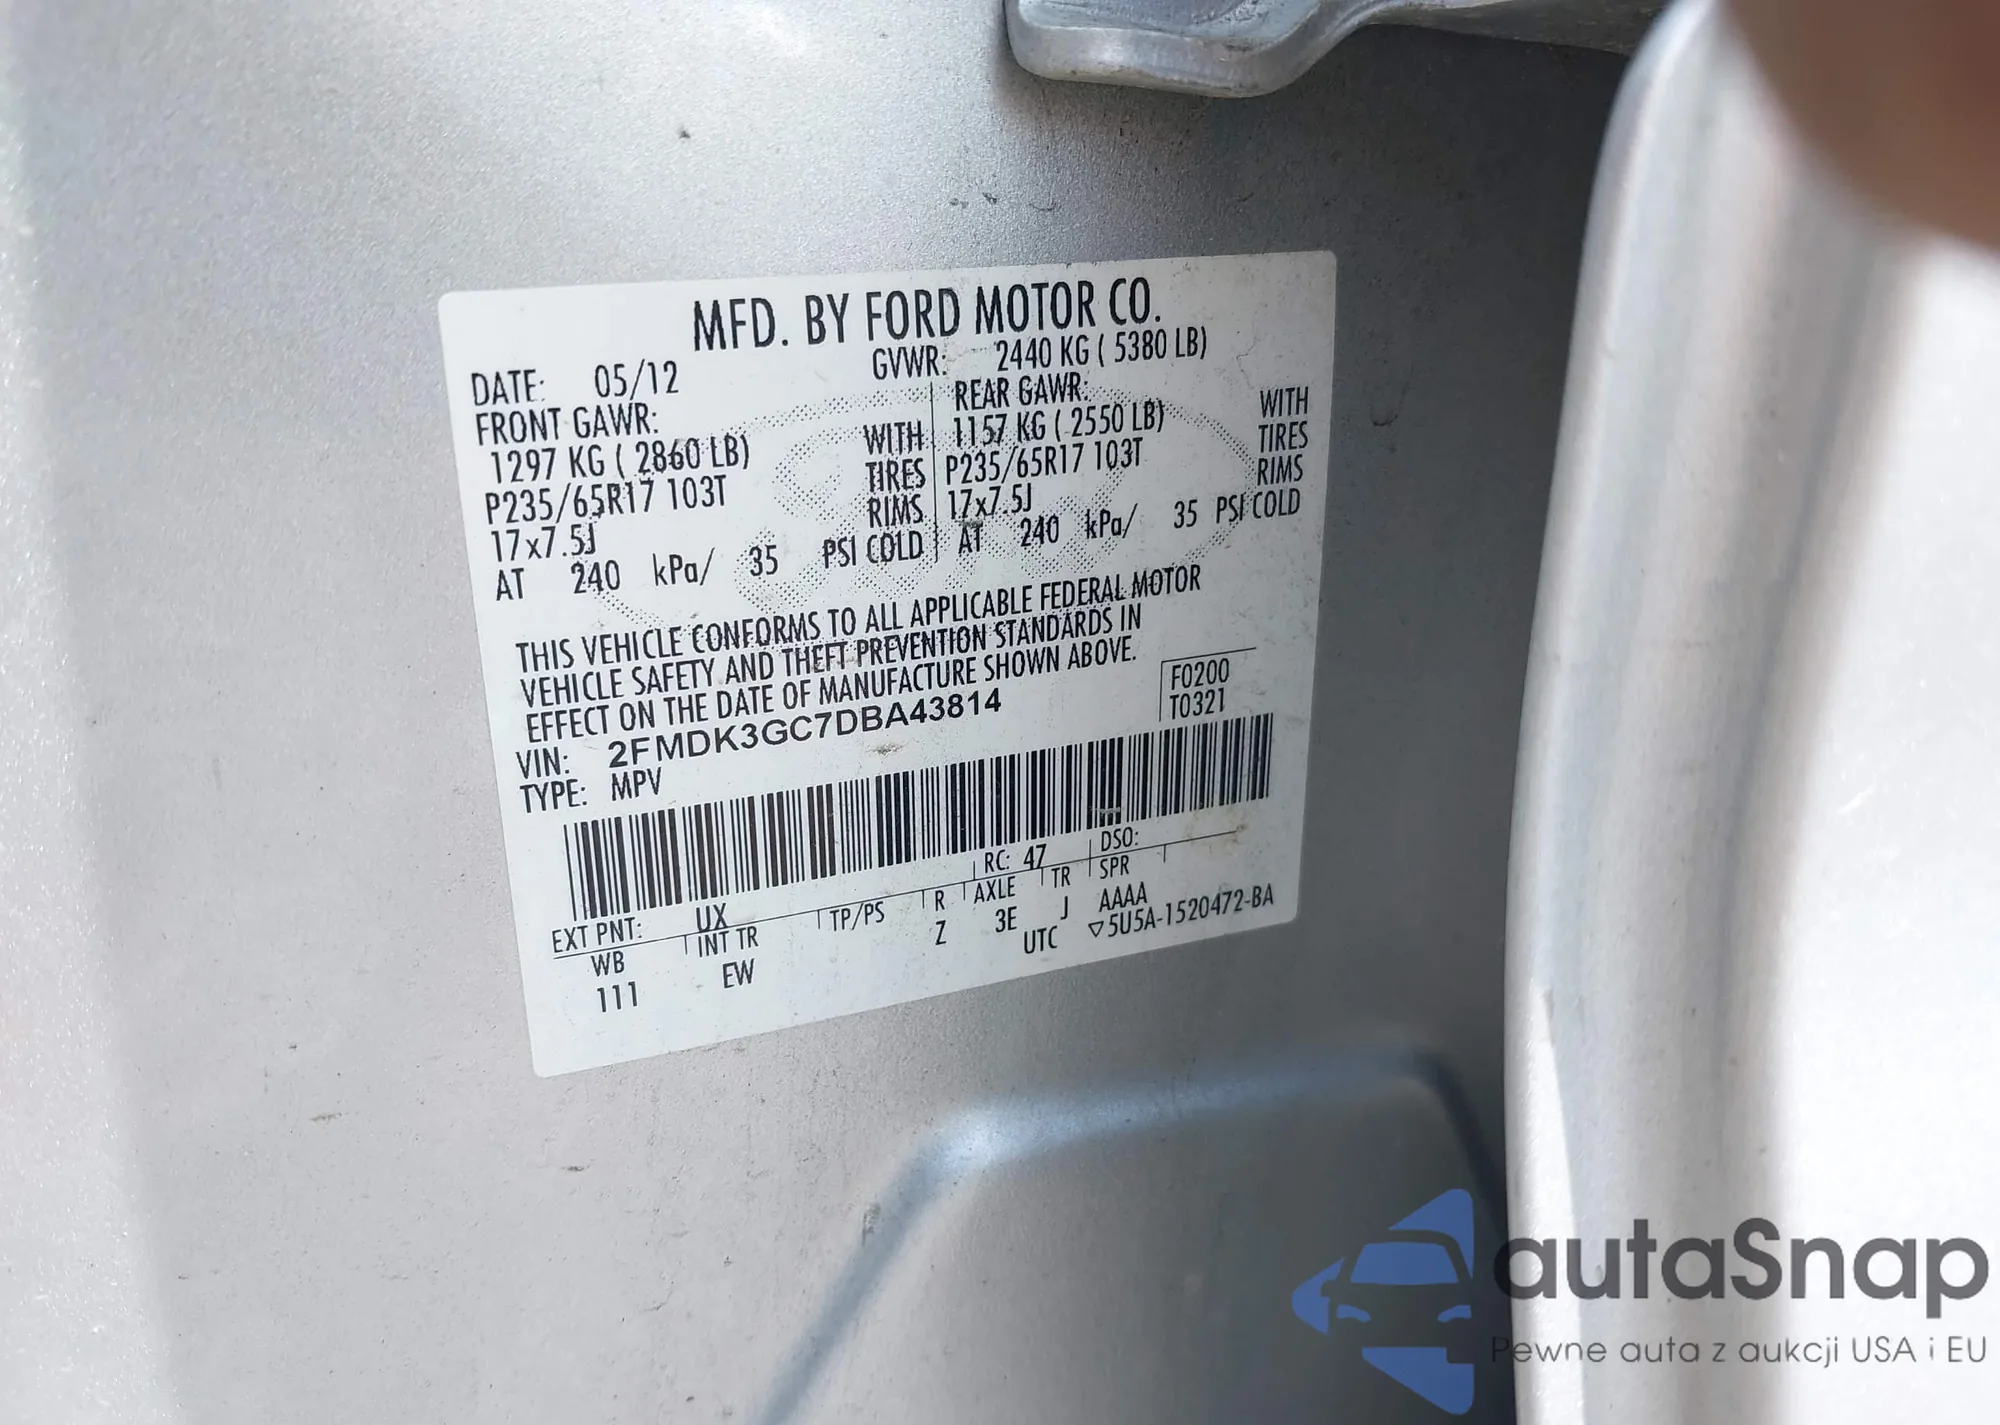 MFD. BY FORD MOTOR CO.
DATE: 05/12 GVWR: 2440 KG ( 5380 LB)
FRONT GAWR: REAR GAWR:
1297 KG ( 2860 LB) WITH 1157 KG ( 2550 LB) WITH
P235/65R17 103T TIRES P235/65R17 103T TIRES
17x7.5J RIMS 17x7.5J RIMS
AT 240 kPa/ 35 PSI COLD AT 240 kPa/ 35 PSI COLD
THIS VEHICLE CONFORMS TO ALL APPLICABLE FEDERAL MOTOR
VEHICLE SAFETY AND THEFT PREVENTION STANDARDS IN
EFFECT ON THE DATE OF MANUFACTURE SHOWN ABOVE.
VIN: 2FMDK3GC7DBA43814 F0200
TYPE: MPV T0321
EXT PNT: UX RC: 47 DSO:
WB INT TR TP/PS R AXLE TR SPR
111 EW Z 3E J AAAA
UTC ▽5U5A-1520472-BA
autaSnap
Pewne auta z aukcji USA i EU